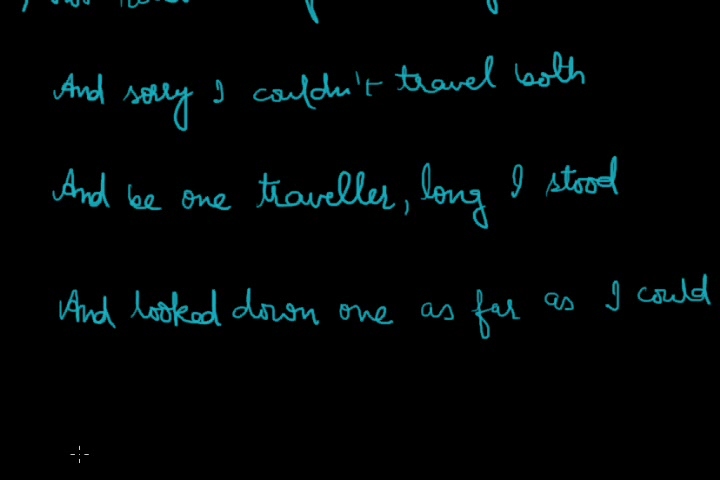 And sorry I couldn't travel both
And be one traveller, long I stood
And looked down one as far as I could